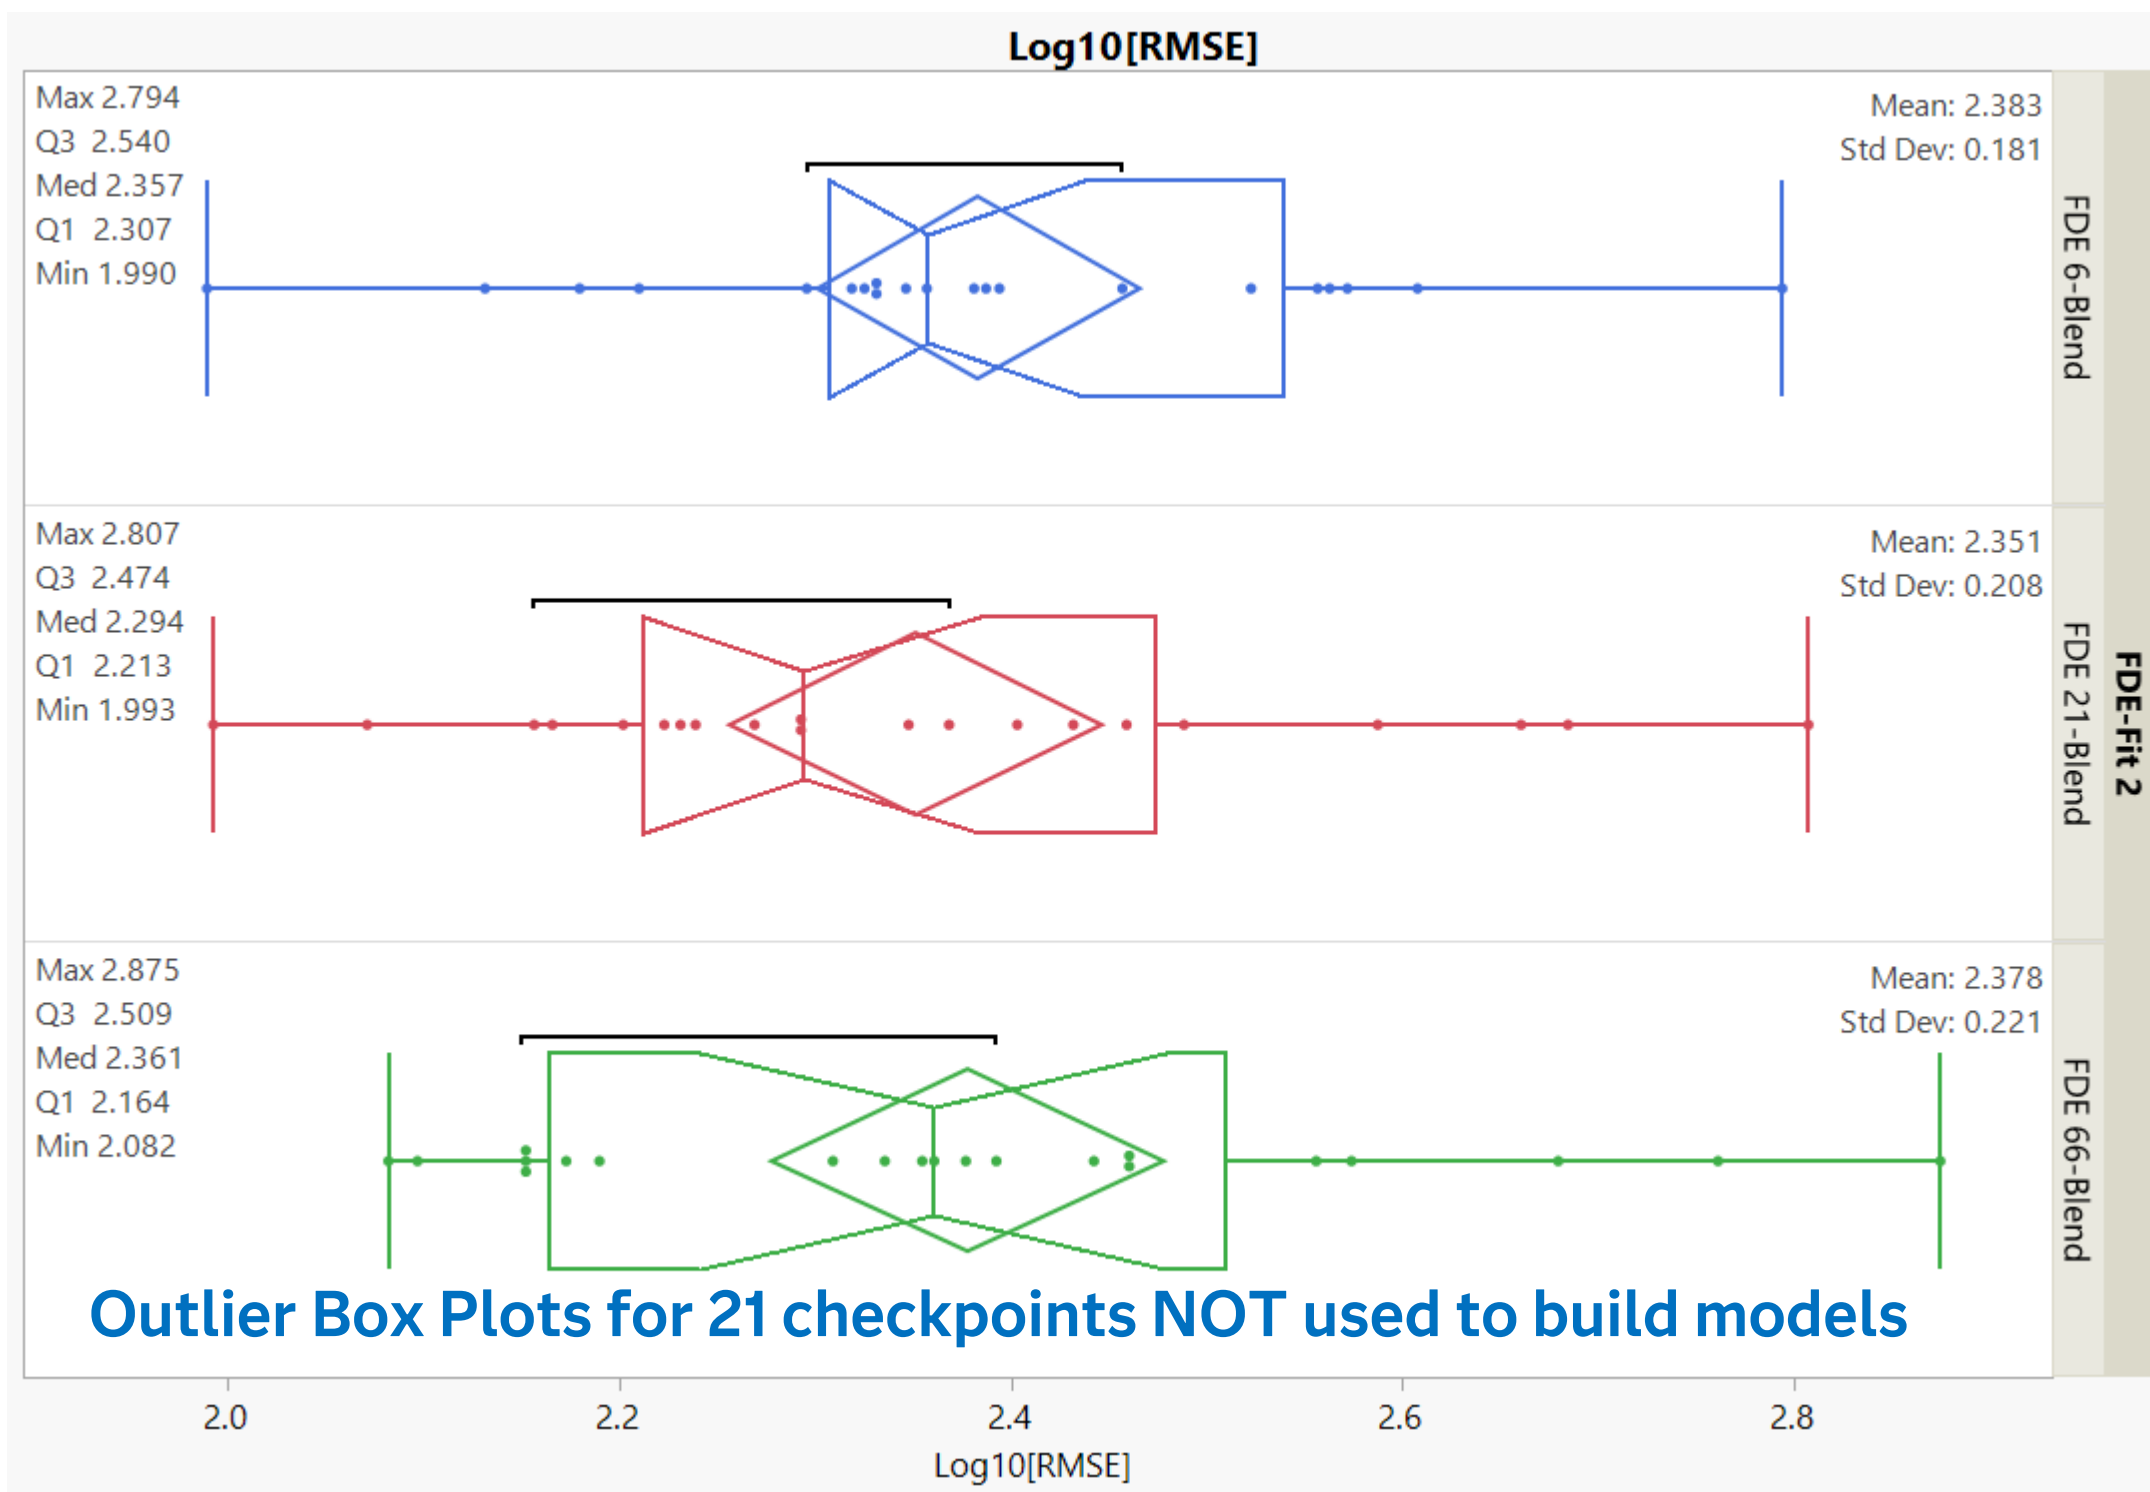 Log10[RMSE]
Max 2.794
Q3 2.540
Med 2.357
Q1 2.307
Min 1.990
Mean: 2.383
Std Dev: 0.181
FDE 6-Blend
Max 2.807
Q3 2.474
Med 2.294
Q1 2.213
Min 1.993
Mean: 2.351
Std Dev: 0.208
FDE 21-Blend
FDE-Fit 2
Max 2.875
Q3 2.509
Med 2.361
Q1 2.164
Min 2.082
Mean: 2.378
Std Dev: 0.221
FDE 66-Blend
Outlier Box Plots for 21 checkpoints NOT used to build models
2.0 2.2 2.4 2.6 2.8
Log10[RMSE]